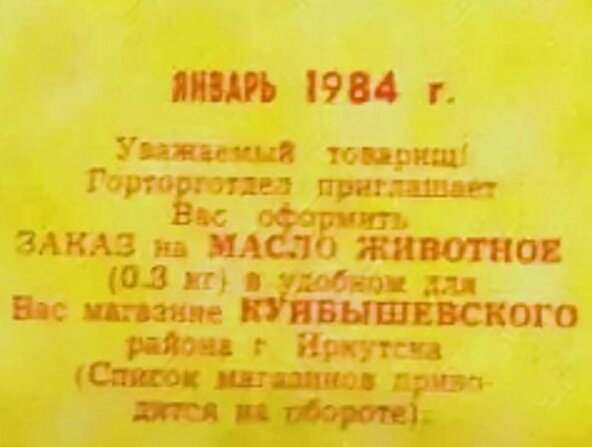 ЯНВАРЬ 1984 г.
Уважаемый товарищ!
Горторготдел приглашает
Вас оформить
ЗАКАЗ на МАСЛО ЖИВОТНОЕ
(0.3 кг) в удобном для
Вас магазине КУЙБЫШЕВСКОГО
района г. Иркутска
(Список магазинов приво-
дится на обороте).